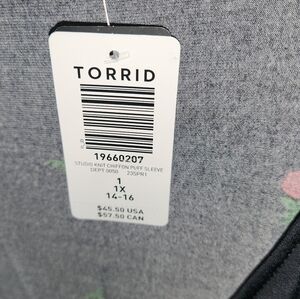 TORRID
19660207
STUDIO KNIT CHIFFON PUFF SLEEVE
DEPT 0050 23SPR1
1
1X
14-16
$45.50 USA
$57.50 CAN